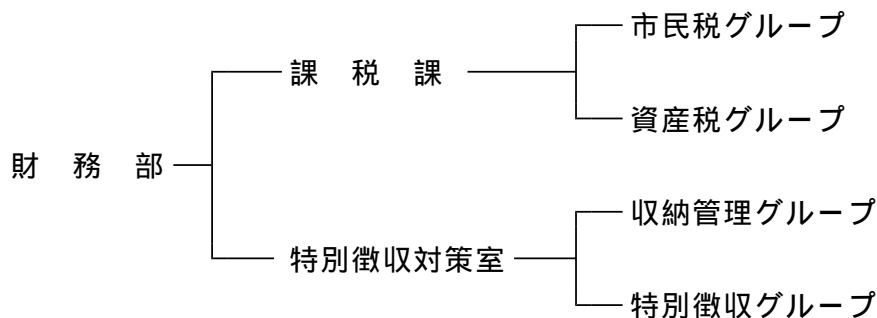 市民税グループ
課　税　課
資産税グループ
財　務　部
収納管理グループ
特別徴収対策室
特別徴収グループ